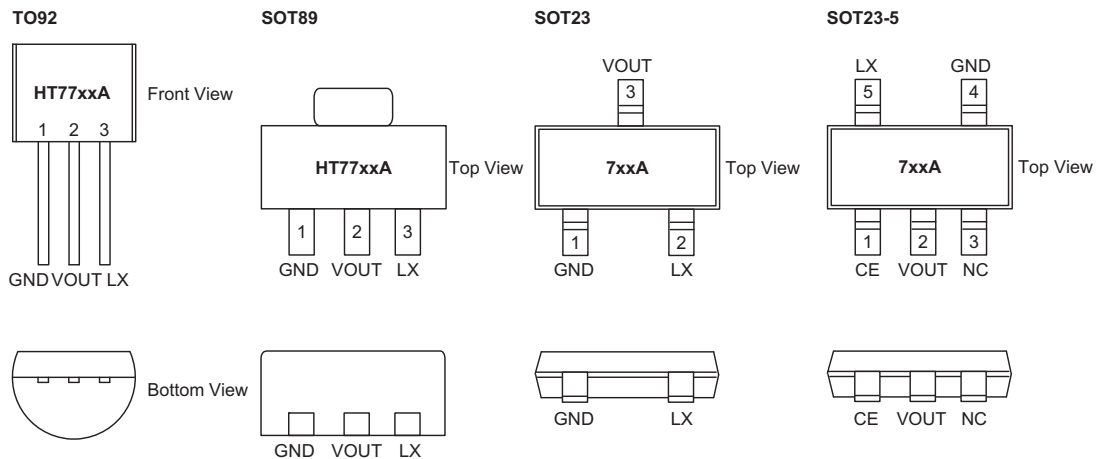 TO92
SOT89
SOT23
SOT23-5
HT77xxA
1 2 3
Front View
GND VOUT LX
HT77xxA
Top View
1 2 3
GND VOUT LX
VOUT
3
7xxA
Top View
1 2
GND LX
LX GND
5 4
7xxA
Top View
1 2 3
CE VOUT NC
Bottom View
GND VOUT LX
GND LX
CE VOUT NC